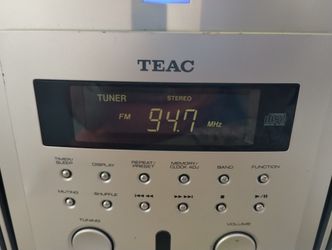 TEAC
TUNER
STEREO
FM 94.7 MHz
TIMER/ SLEEP DISPLAY REPEAT/ PRESET MEMORY/ CLOCK ADJ BAND FUNCTION
MUTING SHUFFLE
TUNING VOLUME